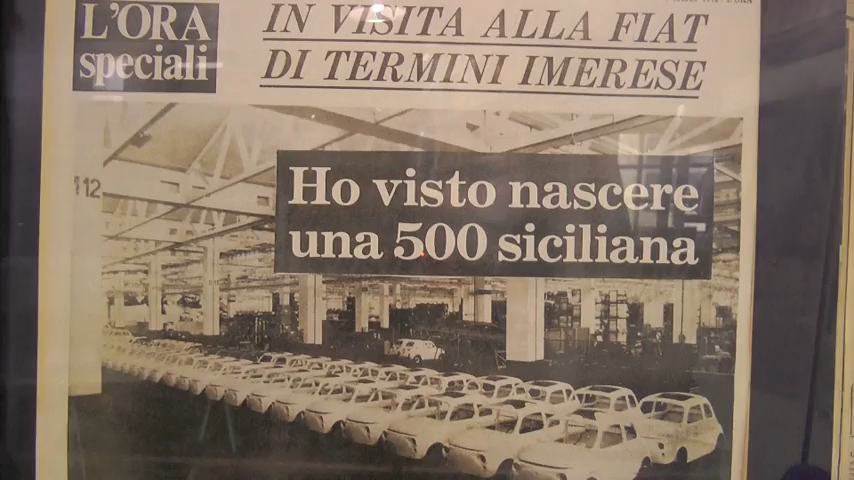 L'ORA
speciali
IN VISITA ALLA FIAT
DI TERMINI IMERESE
Ho visto nascere
una 500 siciliana
112